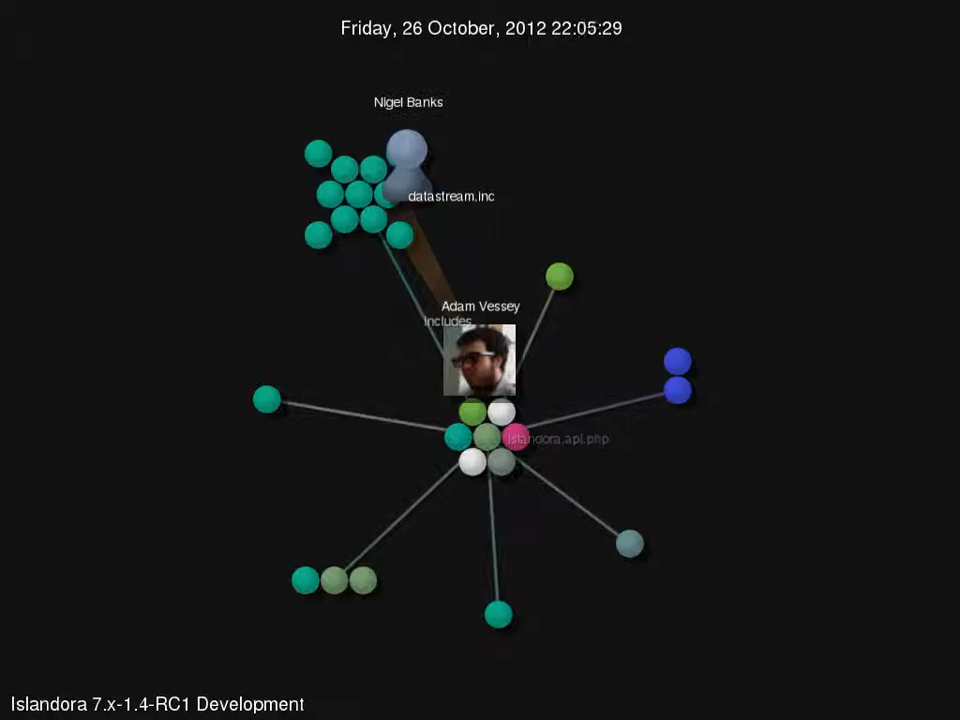 Friday, 26 October, 2012 22:05:29
Nigel Banks
datastream.inc
Adam Vessey
includes
islandora.api.php
Islandora 7.x-1.4-RC1 Development